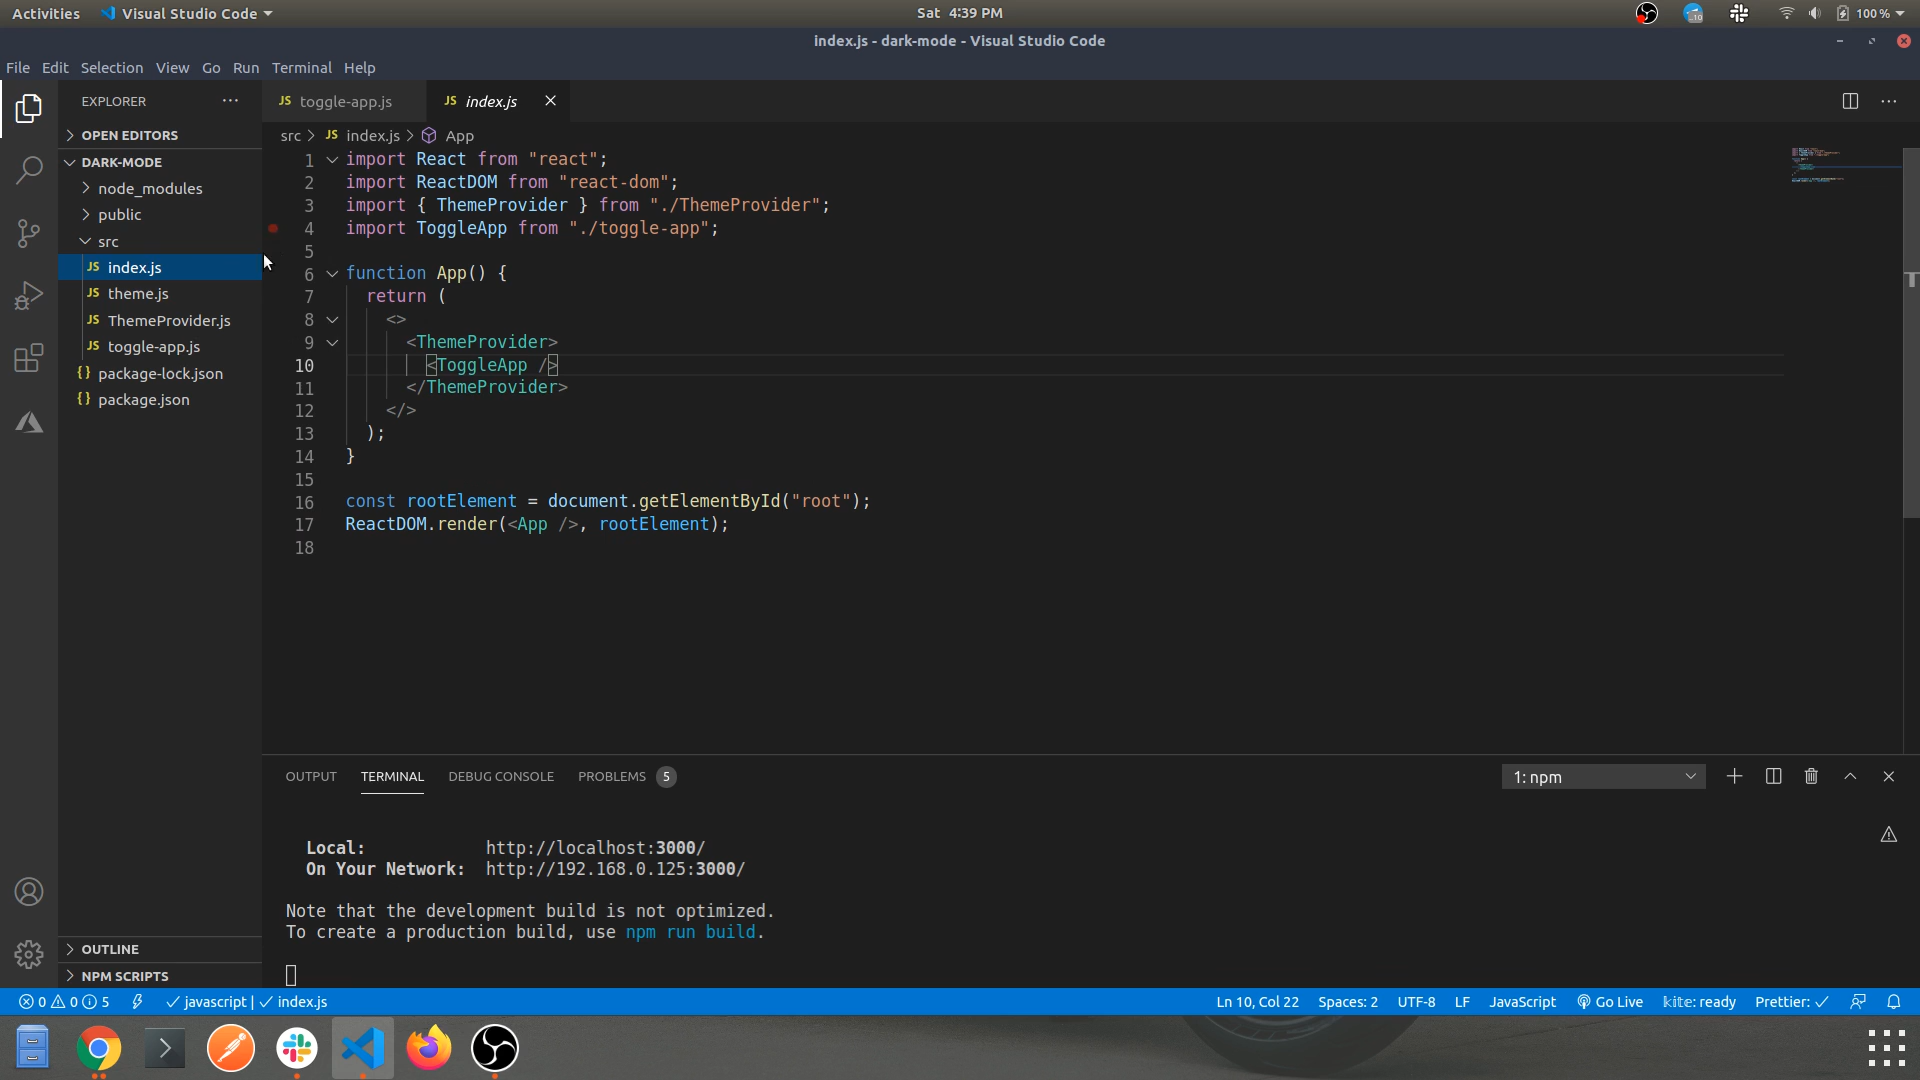 Activities Visual Studio Code Sat 4:39 PM 100 %
index.js - dark-mode - Visual Studio Code
File Edit Selection View Go Run Terminal Help
EXPLORER ···
OPEN EDITORS
DARK-MODE
node_modules
public
src
JS index.js
JS theme.js
JS ThemeProvider.js
JS toggle-app.js
{} package-lock.json
{} package.json
OUTLINE
NPM SCRIPTS
JS toggle-app.js JS index.js
src > JS index.js > App
1 import React from "react";
2 import ReactDOM from "react-dom";
3 import { ThemeProvider } from "./ThemeProvider";
4 import ToggleApp from "./toggle-app";
5
6 function App() {
7 return (
8 <>
9 <ThemeProvider>
10 <ToggleApp />
11 </ThemeProvider>
12 </>
13 );
14 }
15
16 const rootElement = document.getElementById("root");
17 ReactDOM.render(<App />, rootElement);
18
OUTPUT TERMINAL DEBUG CONSOLE PROBLEMS 5 1: npm
Local: http://localhost:3000/
On Your Network: http://192.168.0.125:3000/
Note that the development build is not optimized.
To create a production build, use npm run build.
0 0 5 javascript | index.js Ln 10, Col 22 Spaces: 2 UTF-8 LF JavaScript Go Live kite: ready Prettier: